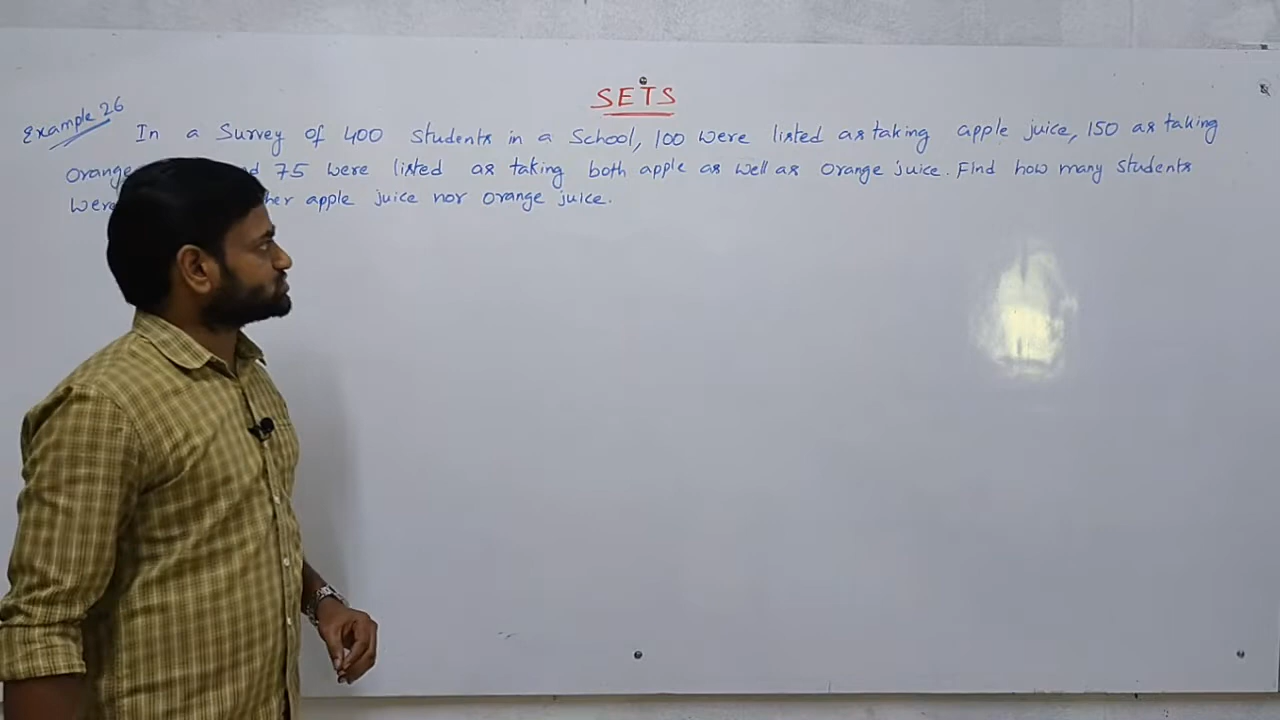 SETS
Example 26
In a Survey of 400 students in a School, 100 were listed as taking apple juice, 150 as taking
orange 75 were listed as taking both apple as well as orange juice. Find how many students
were apple juice nor orange juice.